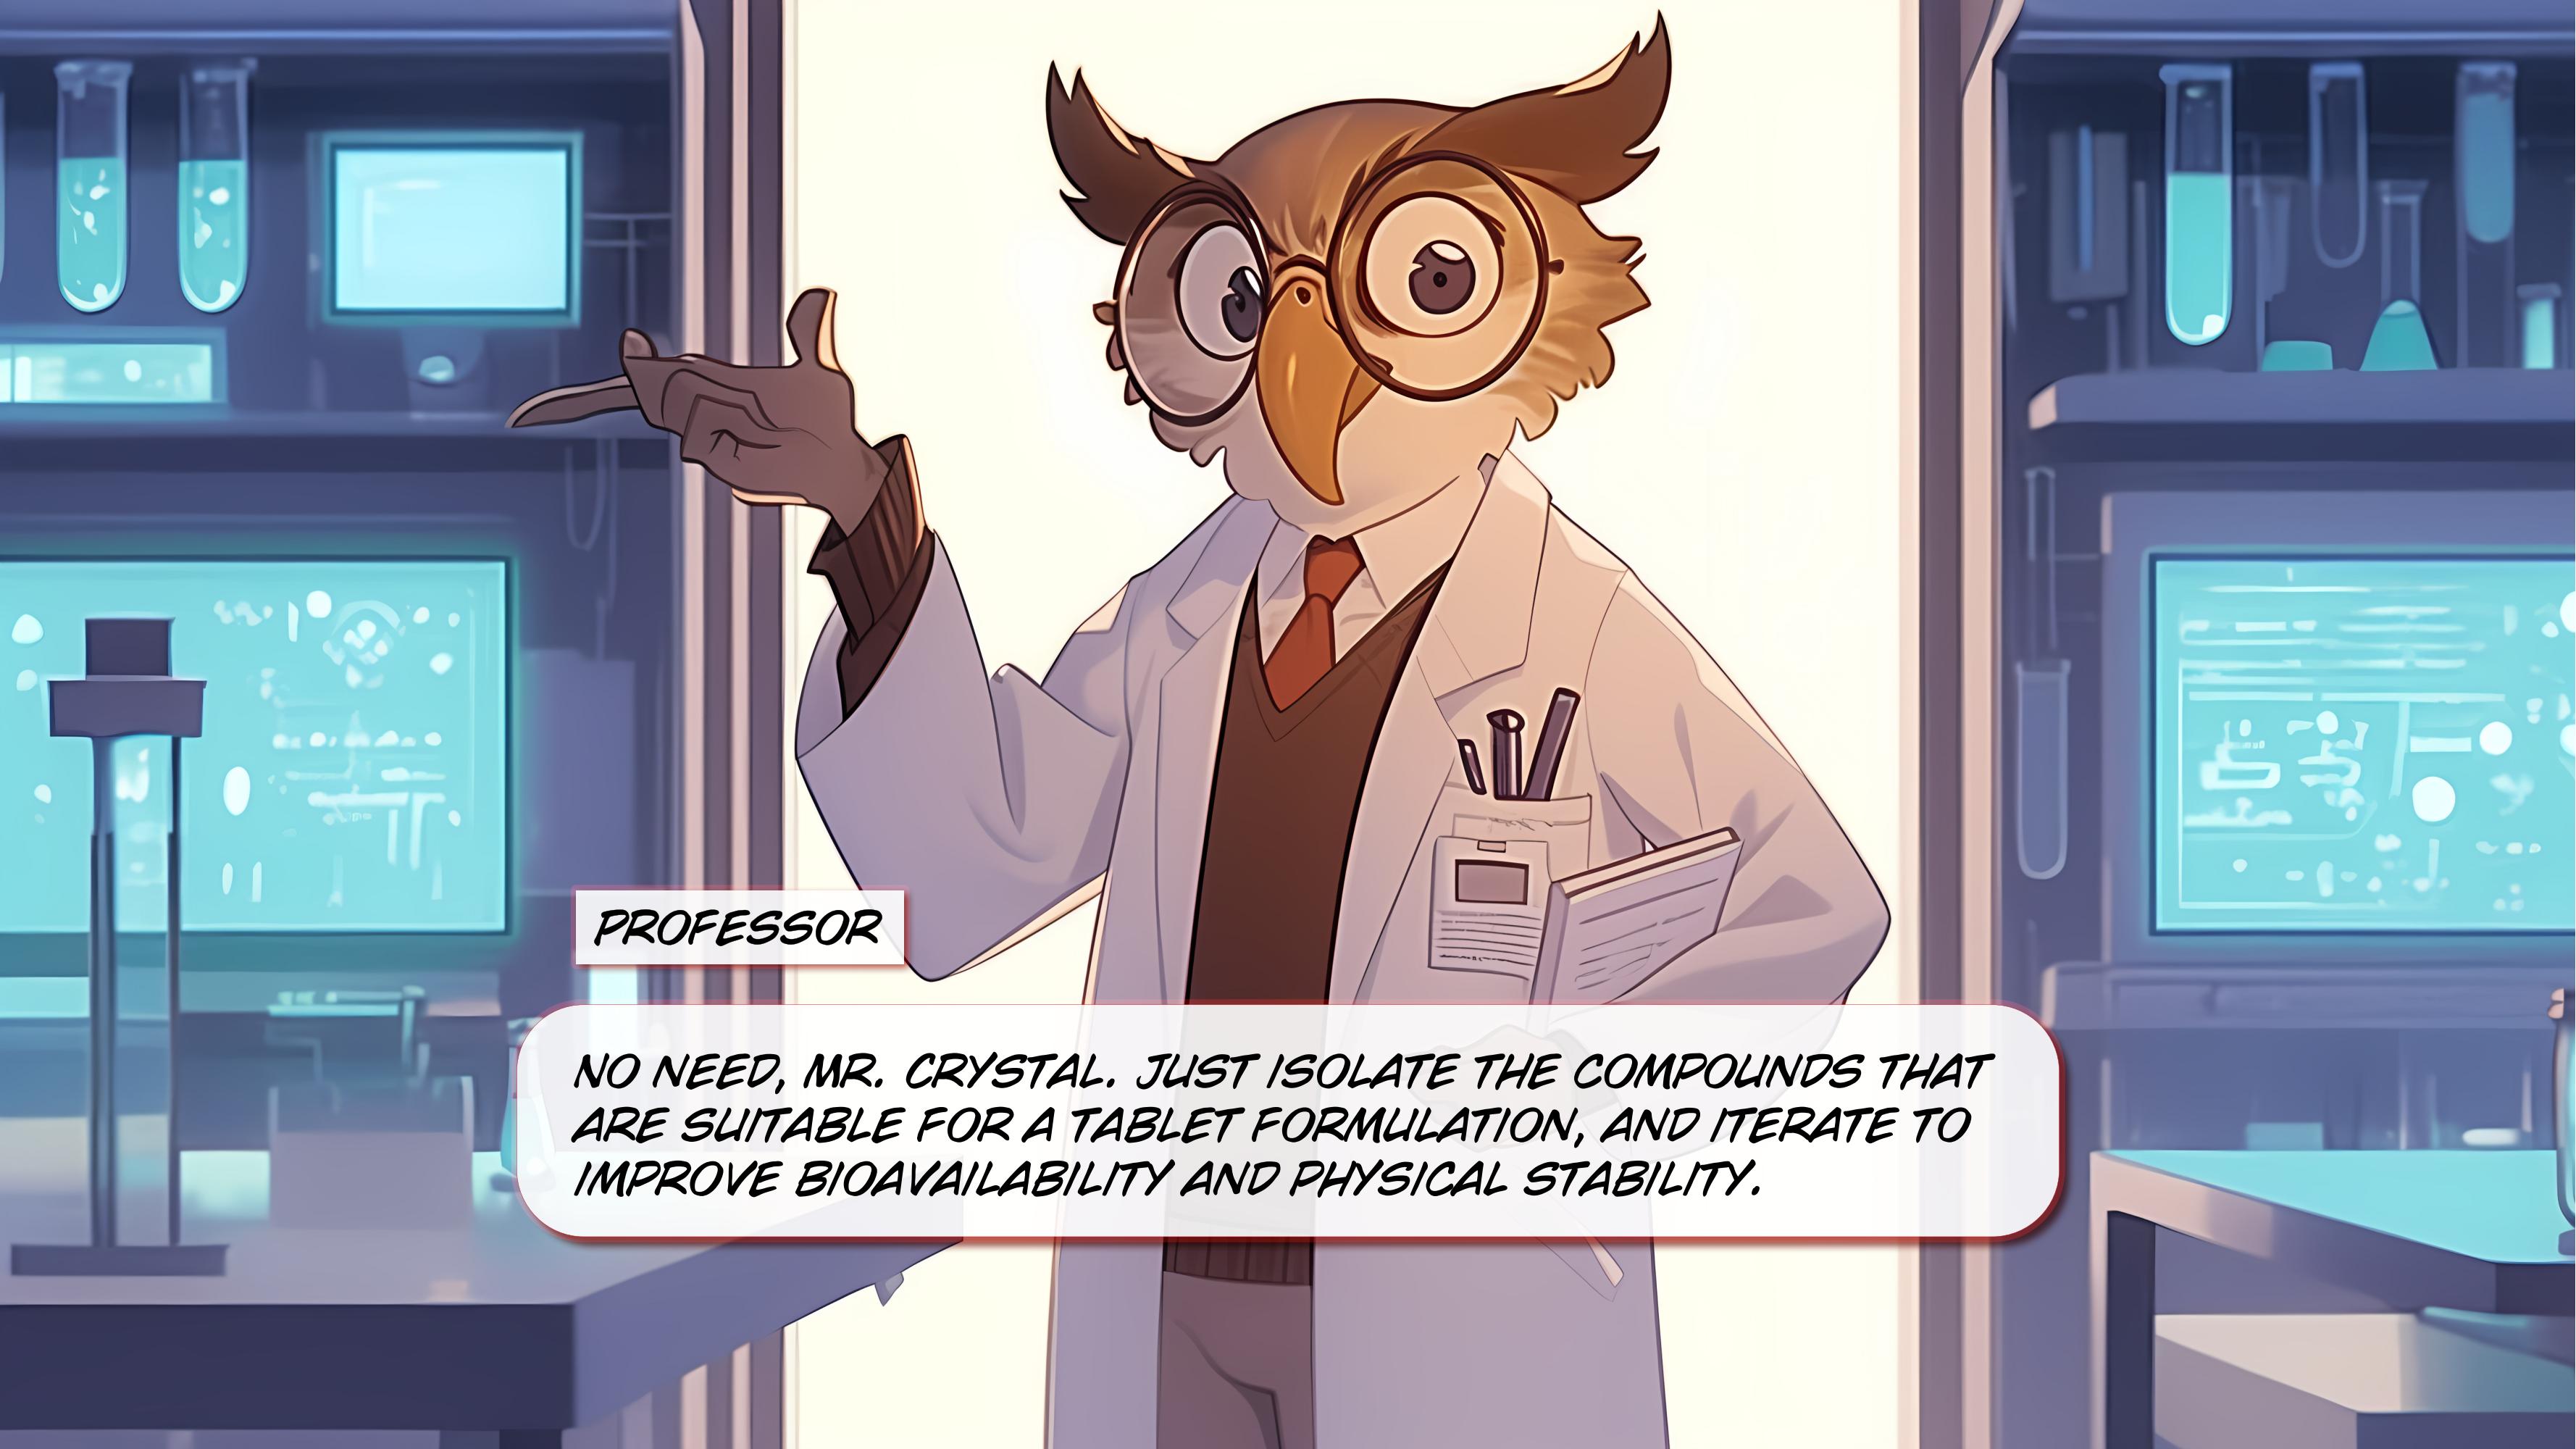 PROFESSOR
NO NEED, MR. CRYSTAL. JUST ISOLATE THE COMPOUNDS THAT
ARE SUITABLE FOR A TABLET FORMULATION, AND ITERATE TO
IMPROVE BIOAVAILABILITY AND PHYSICAL STABILITY.